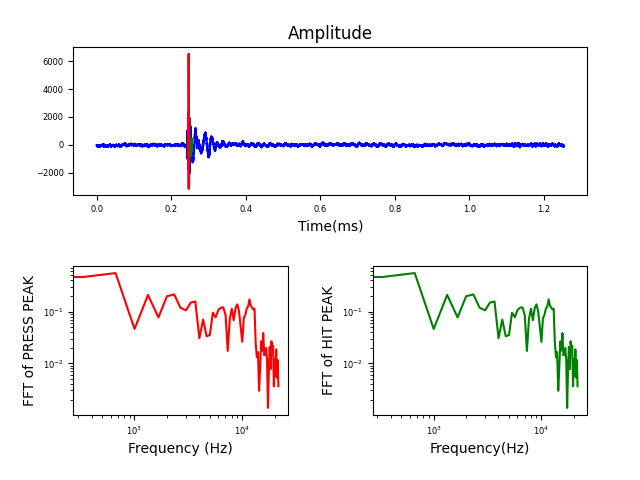 Amplitude
6000
4000
2000
0
−2000
0.0 0.2 0.4 0.6 0.8 1.0 1.2
Time(ms)
FFT of PRESS PEAK
10⁻¹
10⁻²
10³ 10⁴
Frequency (Hz)
FFT of HIT PEAK
10⁻¹
10⁻²
10³ 10⁴
Frequency(Hz)